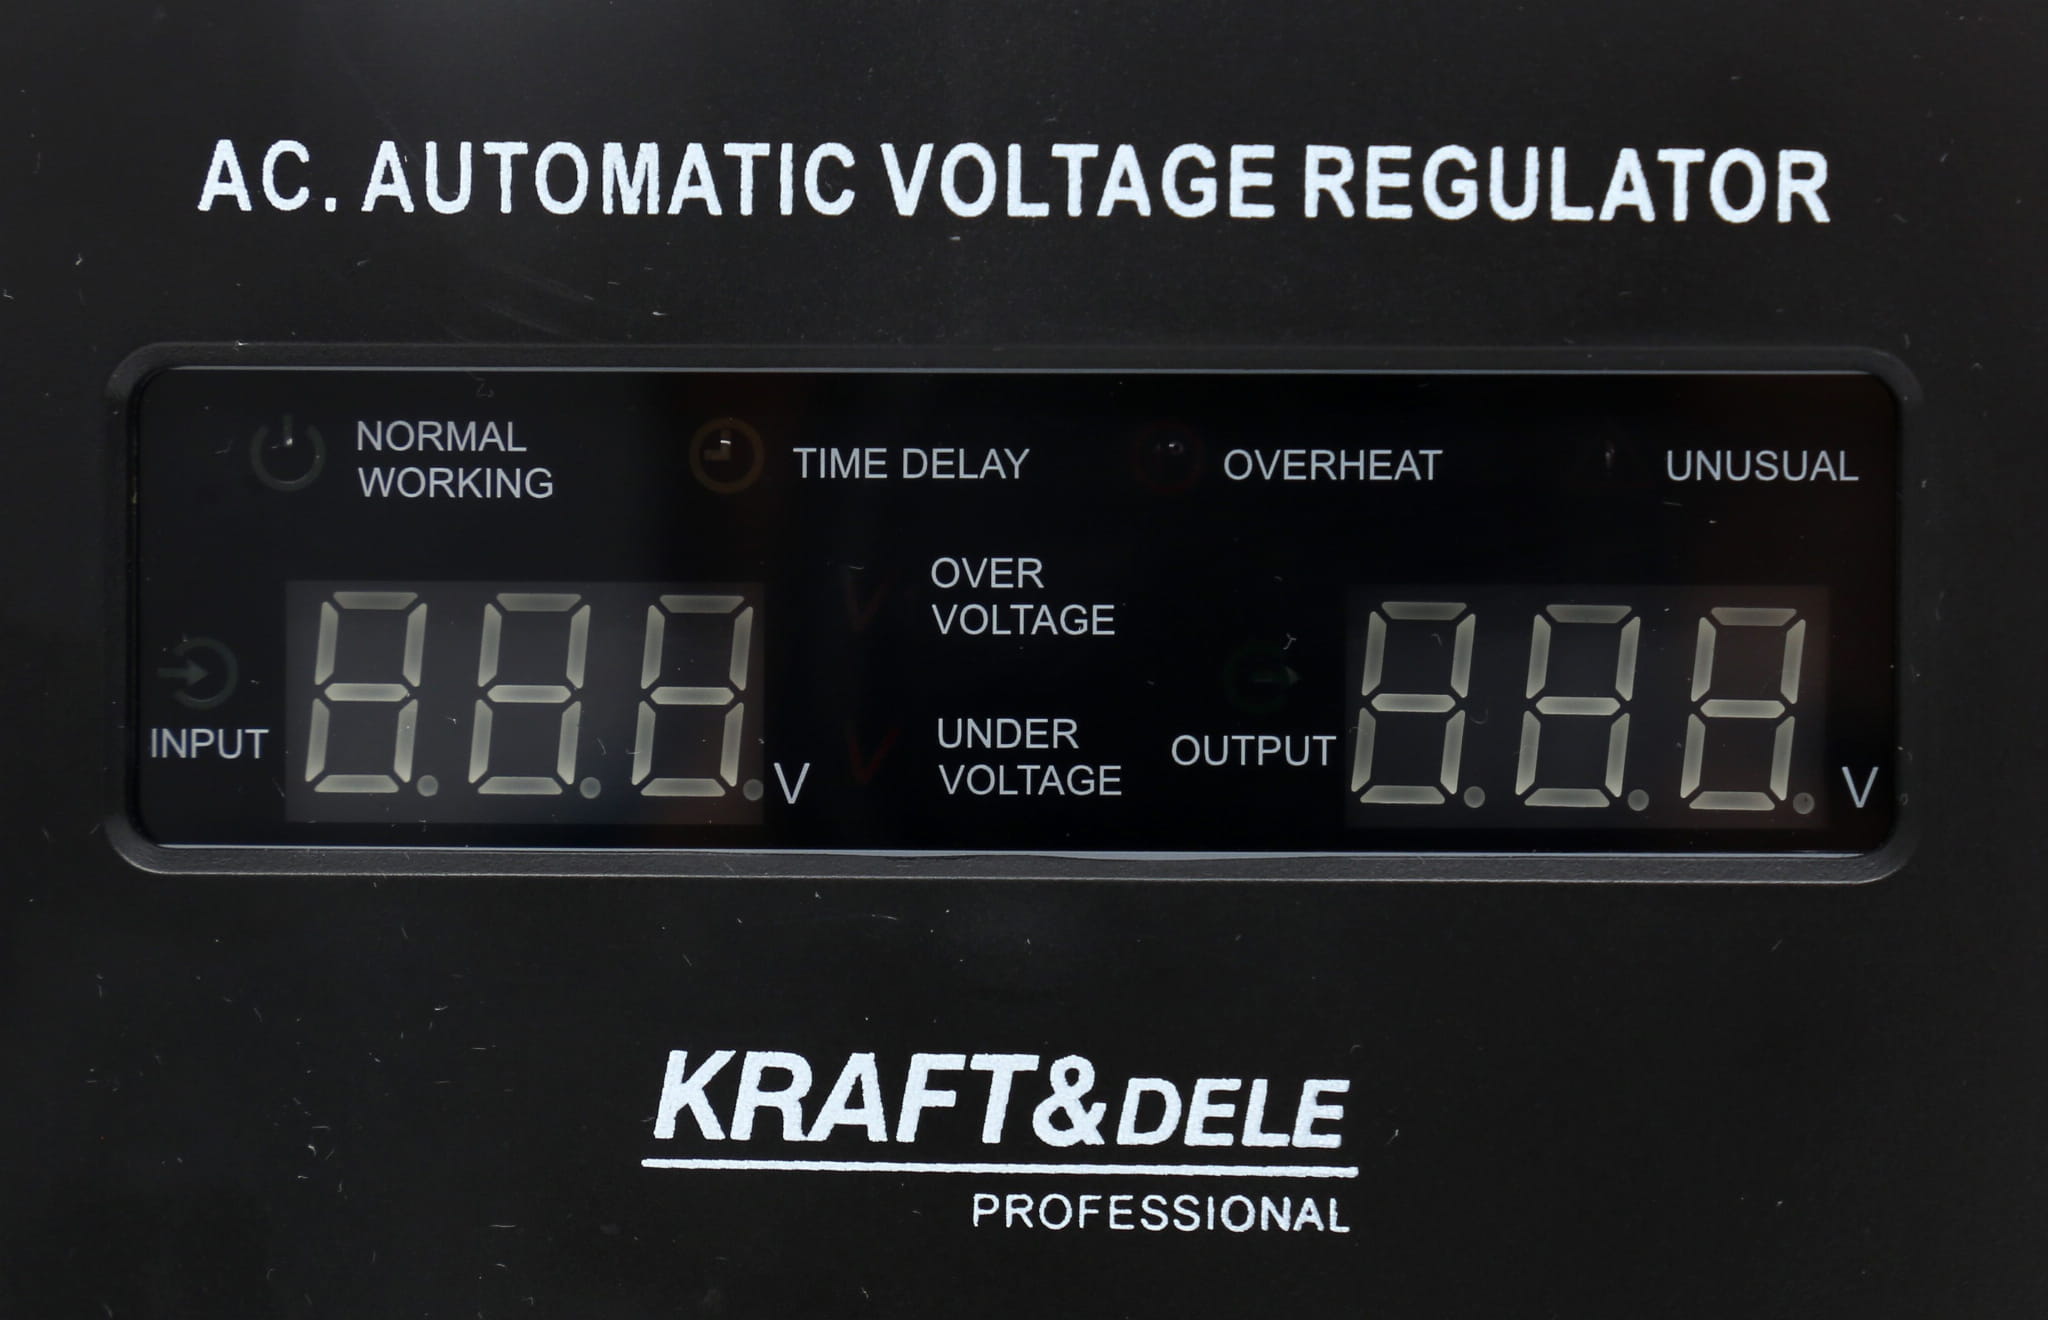 AC. AUTOMATIC VOLTAGE REGULATOR
NORMAL
WORKING
TIME DELAY
OVERHEAT
UNUSUAL
OVER
VOLTAGE
INPUT
V
UNDER
VOLTAGE
OUTPUT
V
KRAFT&DELE
PROFESSIONAL